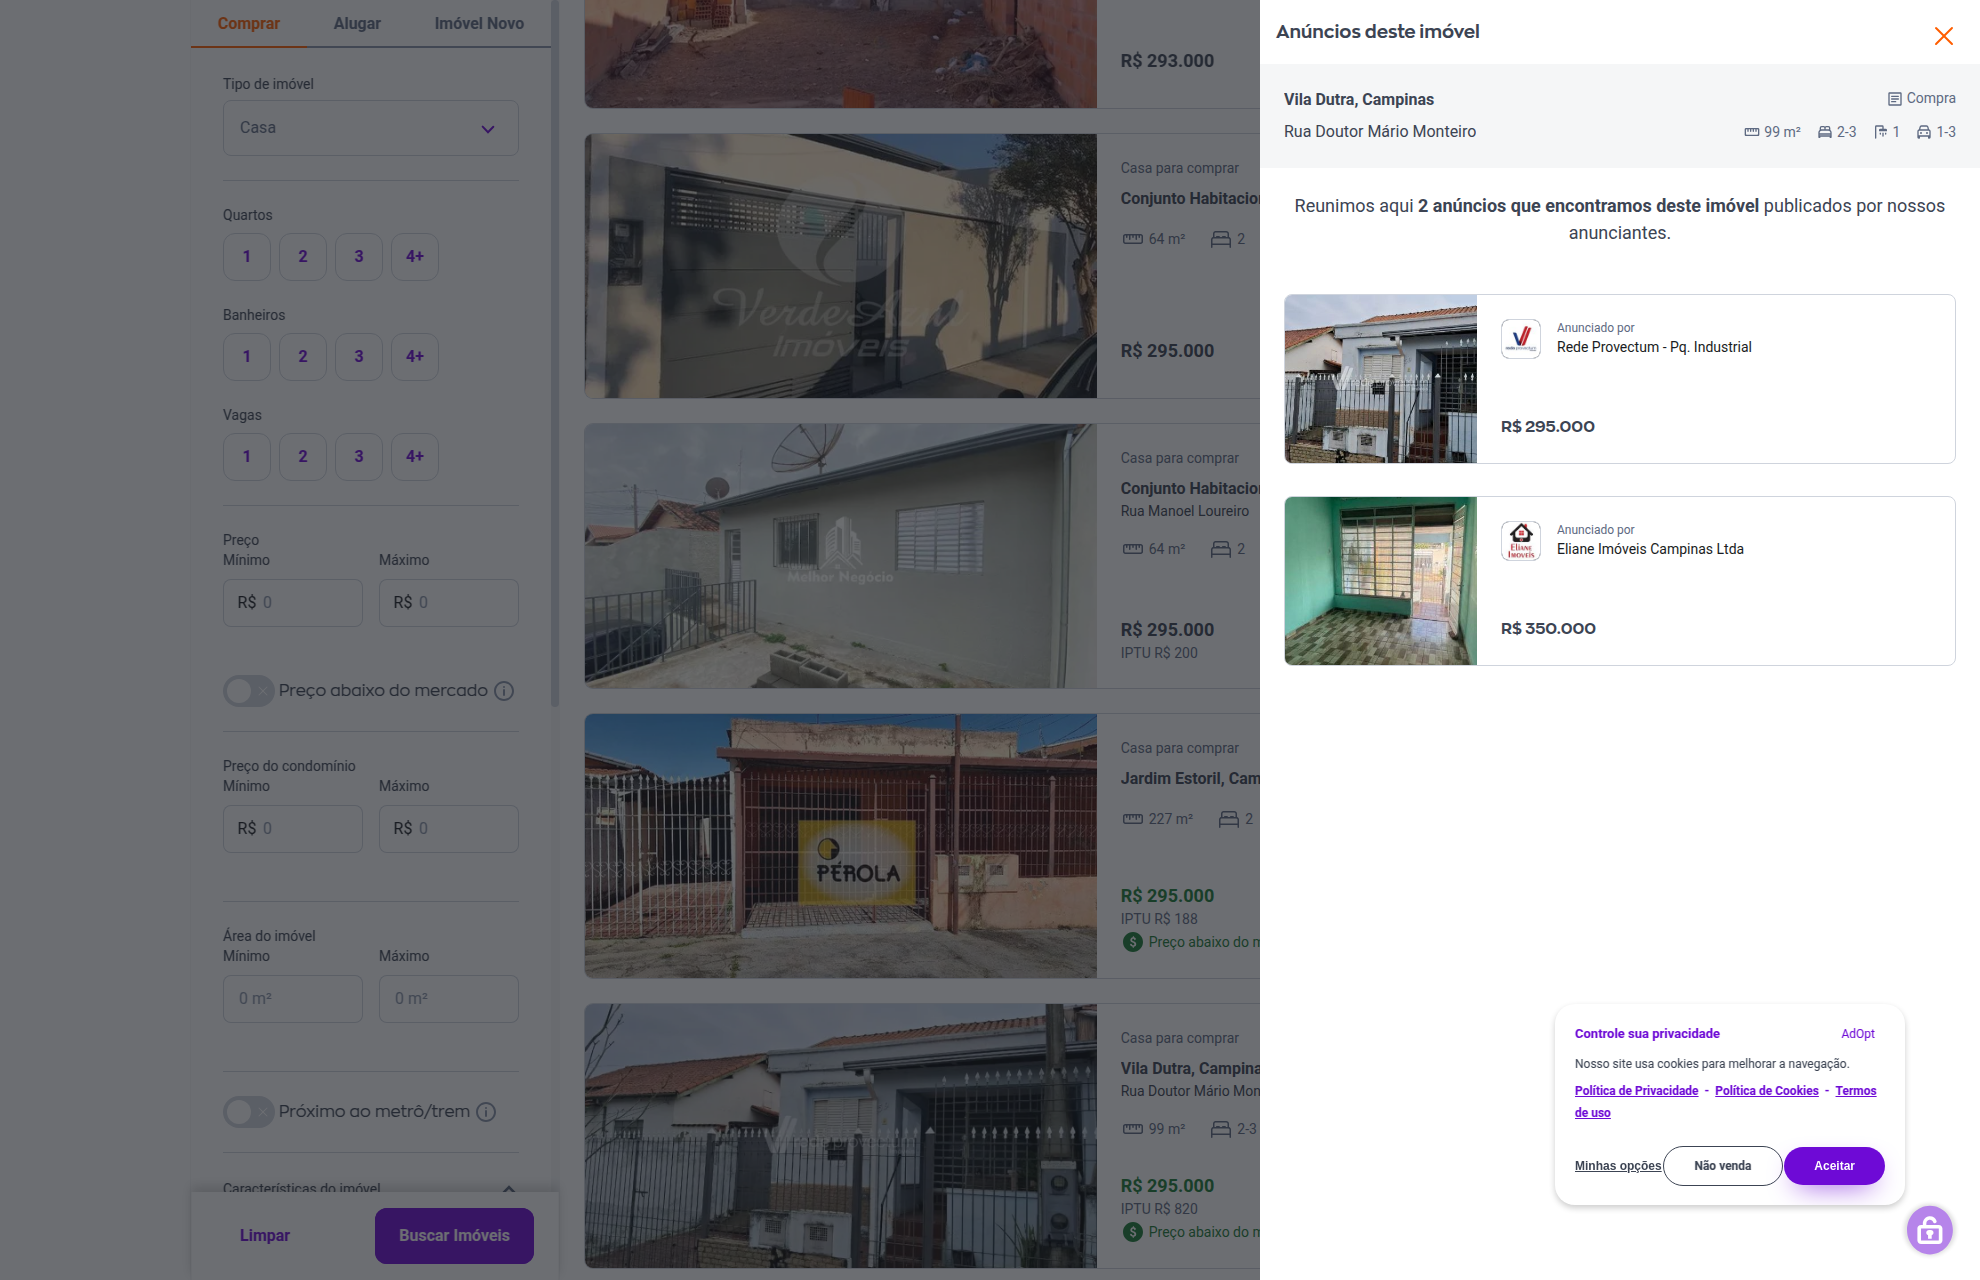 Comprar
Alugar
Imóvel Novo
Tipo de imóvel
Casa
Quartos
1
2
3
4+
Banheiros
1
2
3
4+
Vagas
1
2
3
4+
Preço
Mínimo
Máximo
R$ 0
R$ 0
Preço abaixo do mercado
Preço do condomínio
Mínimo
Máximo
R$ 0
R$ 0
Área do imóvel
Mínimo
Máximo
0 m²
0 m²
Próximo ao metrô/trem
Características do imóvel
Limpar
Buscar Imóveis
R$ 293.000
Verde Azul
Imóveis
Casa para comprar
Conjunto Habitacio
64 m²
2
R$ 295.000
Melhor Negócio
Casa para comprar
Conjunto Habitacio
Rua Manoel Loureiro
64 m²
2
R$ 295.000
IPTU R$ 200
PÉROLA
Casa para comprar
Jardim Estoril, Cam
227 m²
2
R$ 295.000
IPTU R$ 188
Preço abaixo do m
Casa para comprar
Vila Dutra, Campina
Rua Doutor Mário Mon
99 m²
2-3
R$ 295.000
IPTU R$ 820
Preço abaixo do m
Anúncios deste imóvel
Vila Dutra, Campinas
Compra
Rua Doutor Mário Monteiro
99 m²
2-3
1
1-3
Reunimos aqui 2 anúncios que encontramos deste imóvel publicados por nossos
anunciantes.
Anunciado por
Rede Provectum - Pq. Industrial
R$ 295.000
Eliane
Imóveis
Anunciado por
Eliane Imóveis Campinas Ltda
R$ 350.000
Controle sua privacidade
AdOpt
Nosso site usa cookies para melhorar a navegação.
Política de Privacidade - Política de Cookies - Termos
de uso
Minhas opções
Não venda
Aceitar